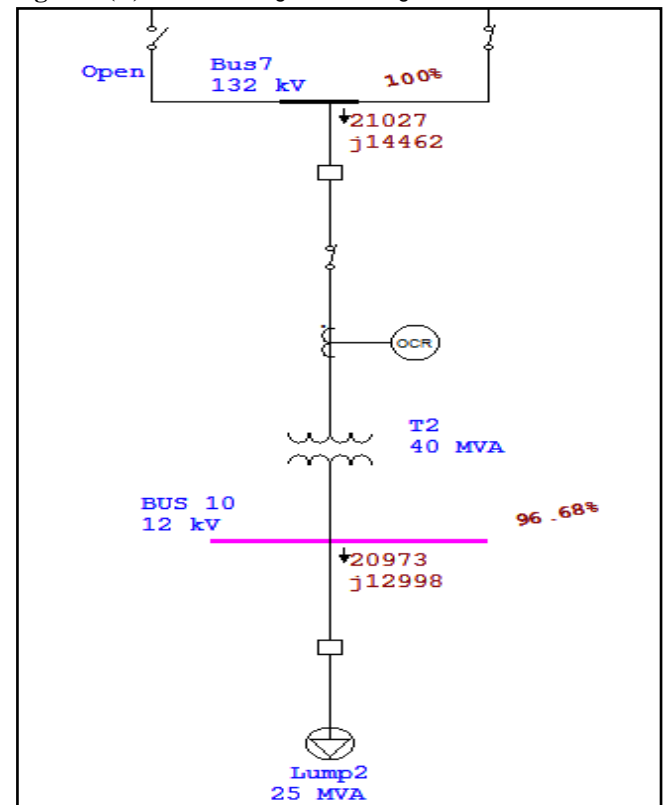 Open
Bus7
132 kV
100%
21027
j14462
OCR
T2
40 MVA
BUS 10
12 kV
96.68%
20973
j12998
Lump2
25 MVA